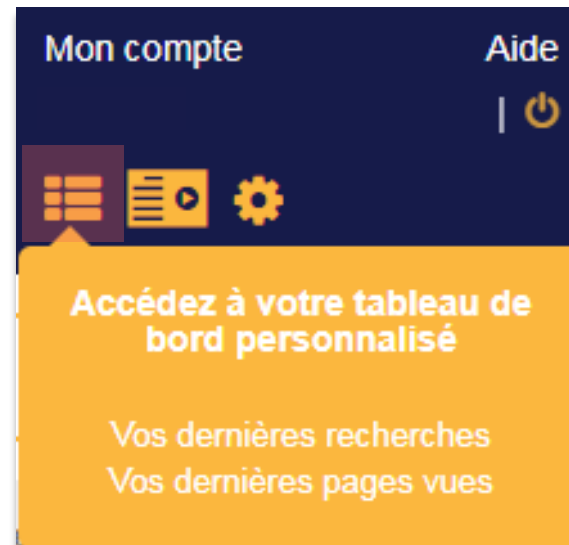 Mon compte Aide
|
Accédez à votre tableau de
bord personnalisé
Vos dernières recherches
Vos dernières pages vues